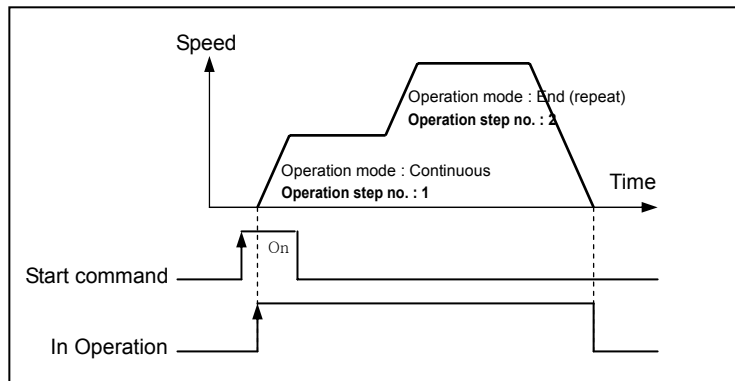 Speed
Operation mode : End (repeat)
Operation step no. : 2
Operation mode : Continuous
Operation step no. : 1
Time
On
Start command
In Operation